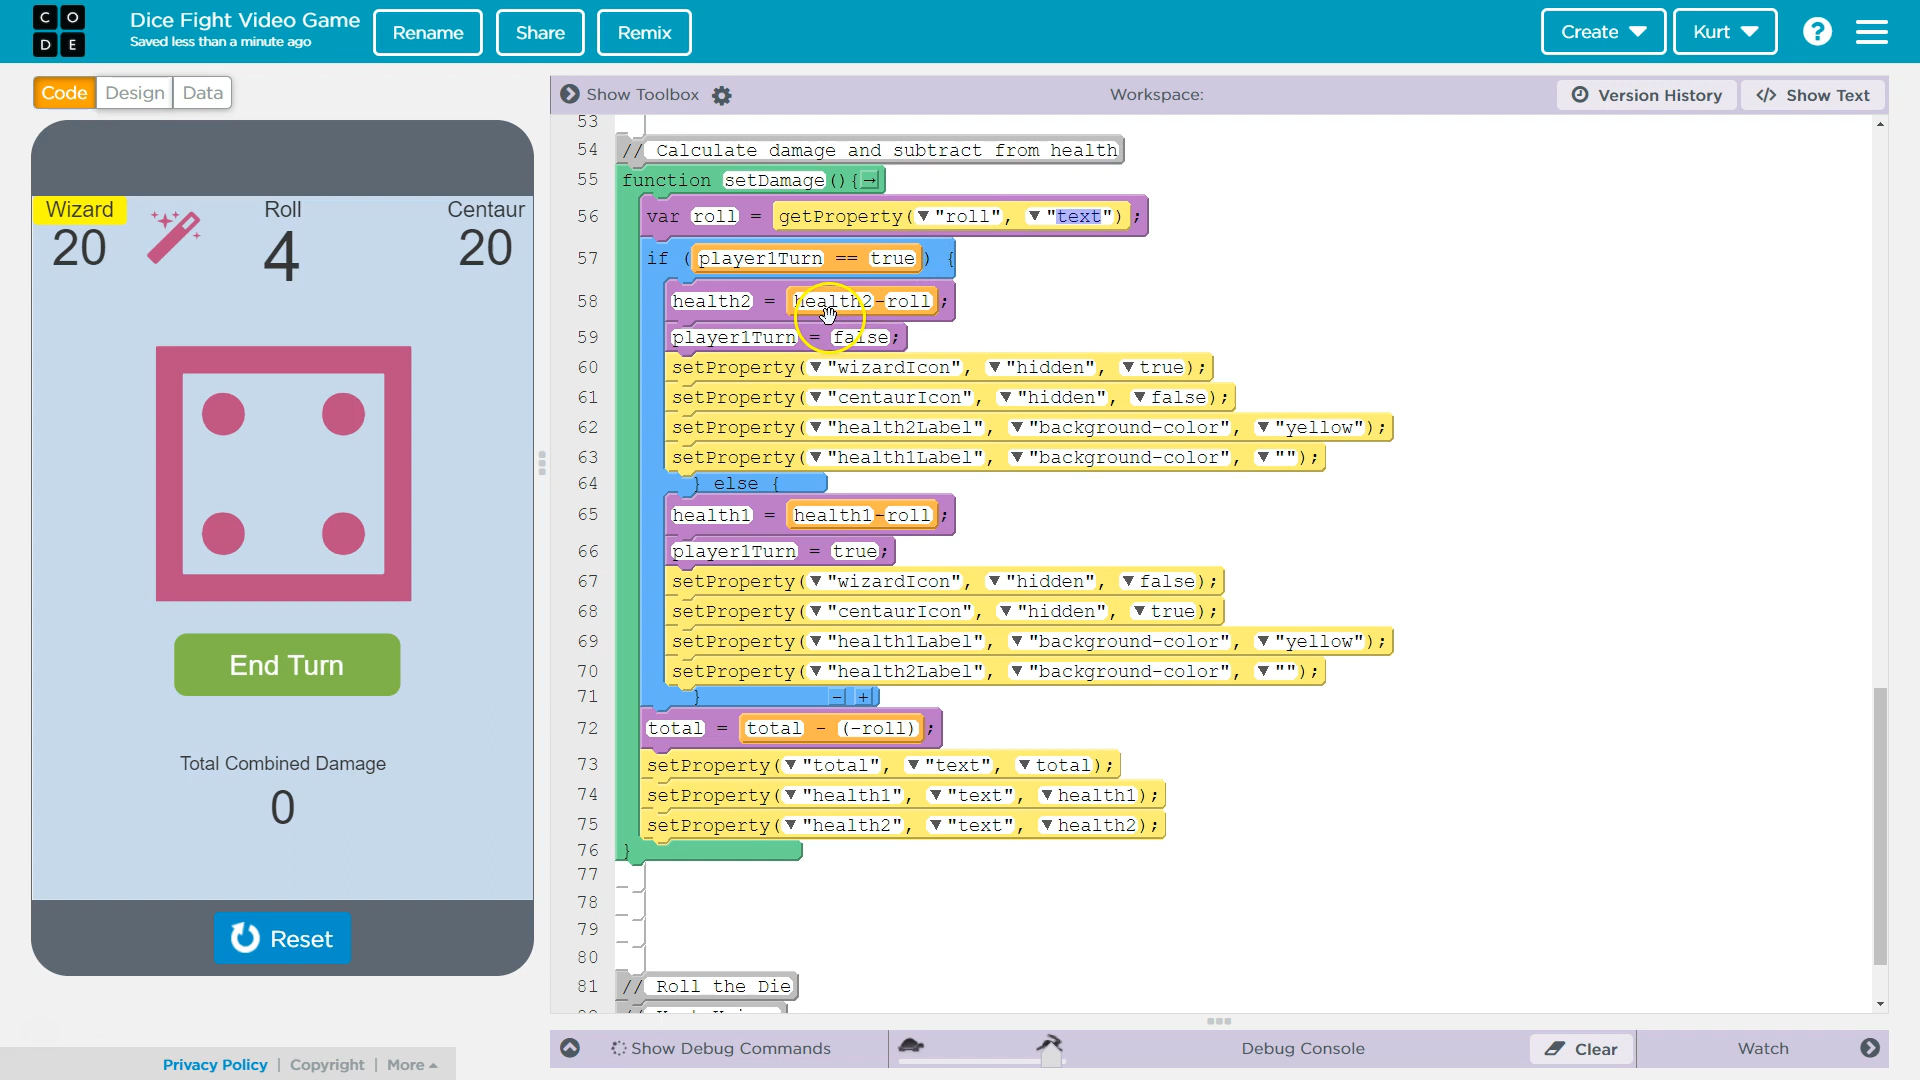 C O
D E
Dice Fight Video Game
Saved less than a minute ago
Rename
Share
Remix
Create
Kurt
?
Code
Design
Data
Show Toolbox
Workspace:
Version History
</> Show Text
Wizard
20
Roll
4
Centaur
20
End Turn
Total Combined Damage
0
Reset
53
54 // Calculate damage and subtract from health
55 function setDamage(){→
56 var roll = getProperty(▼"roll", ▼"text");
57 if (player1Turn == true) {
58 health2 = health2-roll;
59 player1Turn = false;
60 setProperty(▼"wizardIcon", ▼"hidden", ▼true);
61 setProperty(▼"centaurIcon", ▼"hidden", ▼false);
62 setProperty(▼"health2Label", ▼"background-color", ▼"yellow");
63 setProperty(▼"health1Label", ▼"background-color", ▼"");
64 } else {
65 health1 = health1-roll;
66 player1Turn = true;
67 setProperty(▼"wizardIcon", ▼"hidden", ▼false);
68 setProperty(▼"centaurIcon", ▼"hidden", ▼true);
69 setProperty(▼"health1Label", ▼"background-color", ▼"yellow");
70 setProperty(▼"health2Label", ▼"background-color", ▼"");
71 } - +
72 total = total - (-roll);
73 setProperty(▼"total", ▼"text", ▼total);
74 setProperty(▼"health1", ▼"text", ▼health1);
75 setProperty(▼"health2", ▼"text", ▼health2);
76 }
77
78
79
80
81 // Roll the Die
Show Debug Commands
Debug Console
Clear
Watch
Privacy Policy | Copyright | More